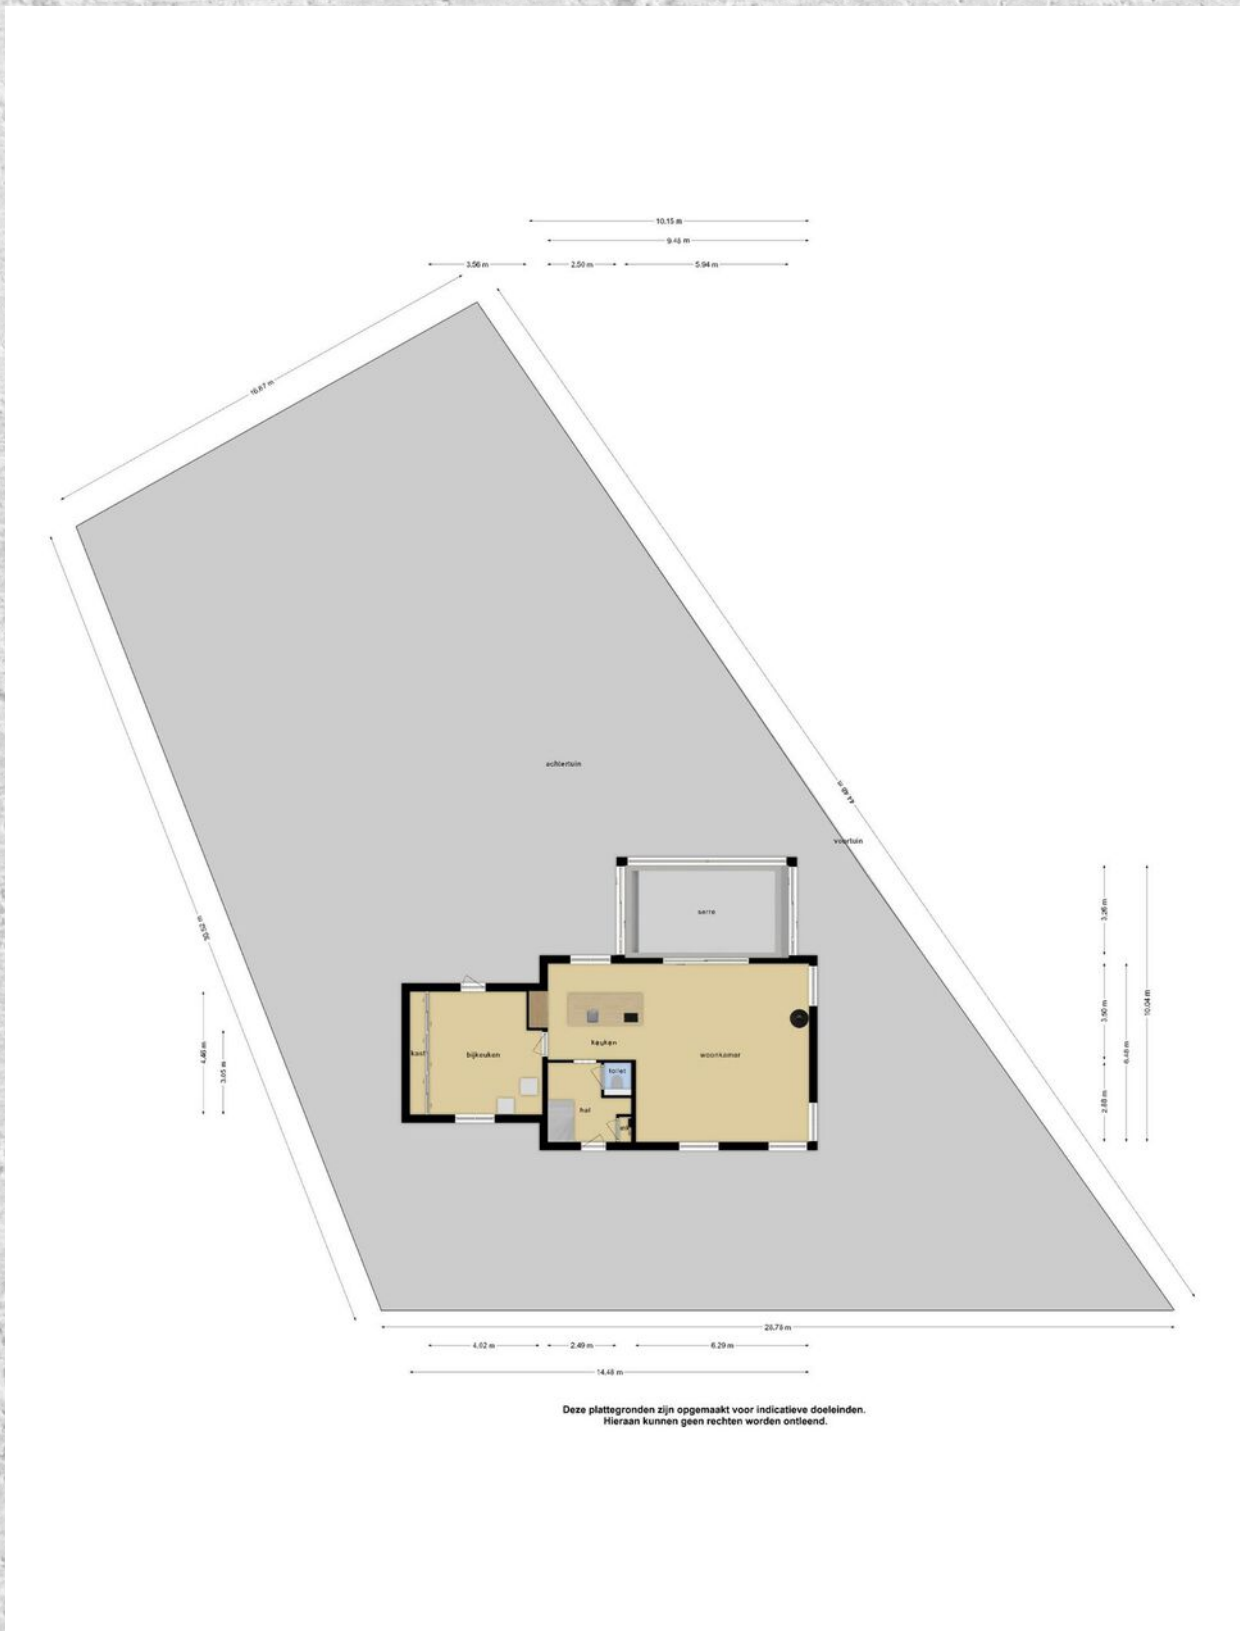 10.15 m
9.48 m
3.56 m
2.50 m
5.94 m
16.67 m
achtertuin
voortuin
serre
3.26 m
3.50 m
10.04 m
4.46 m
3.05 m
kast
bijkeuken
keuken
woonkamer
toilet
hal
2.88 m
6.48 m
28.78 m
4.02 m
2.49 m
6.29 m
14.48 m
Deze plattegronden zijn opgemaakt voor indicatieve doeleinden.
Hieraan kunnen geen rechten worden ontleend.